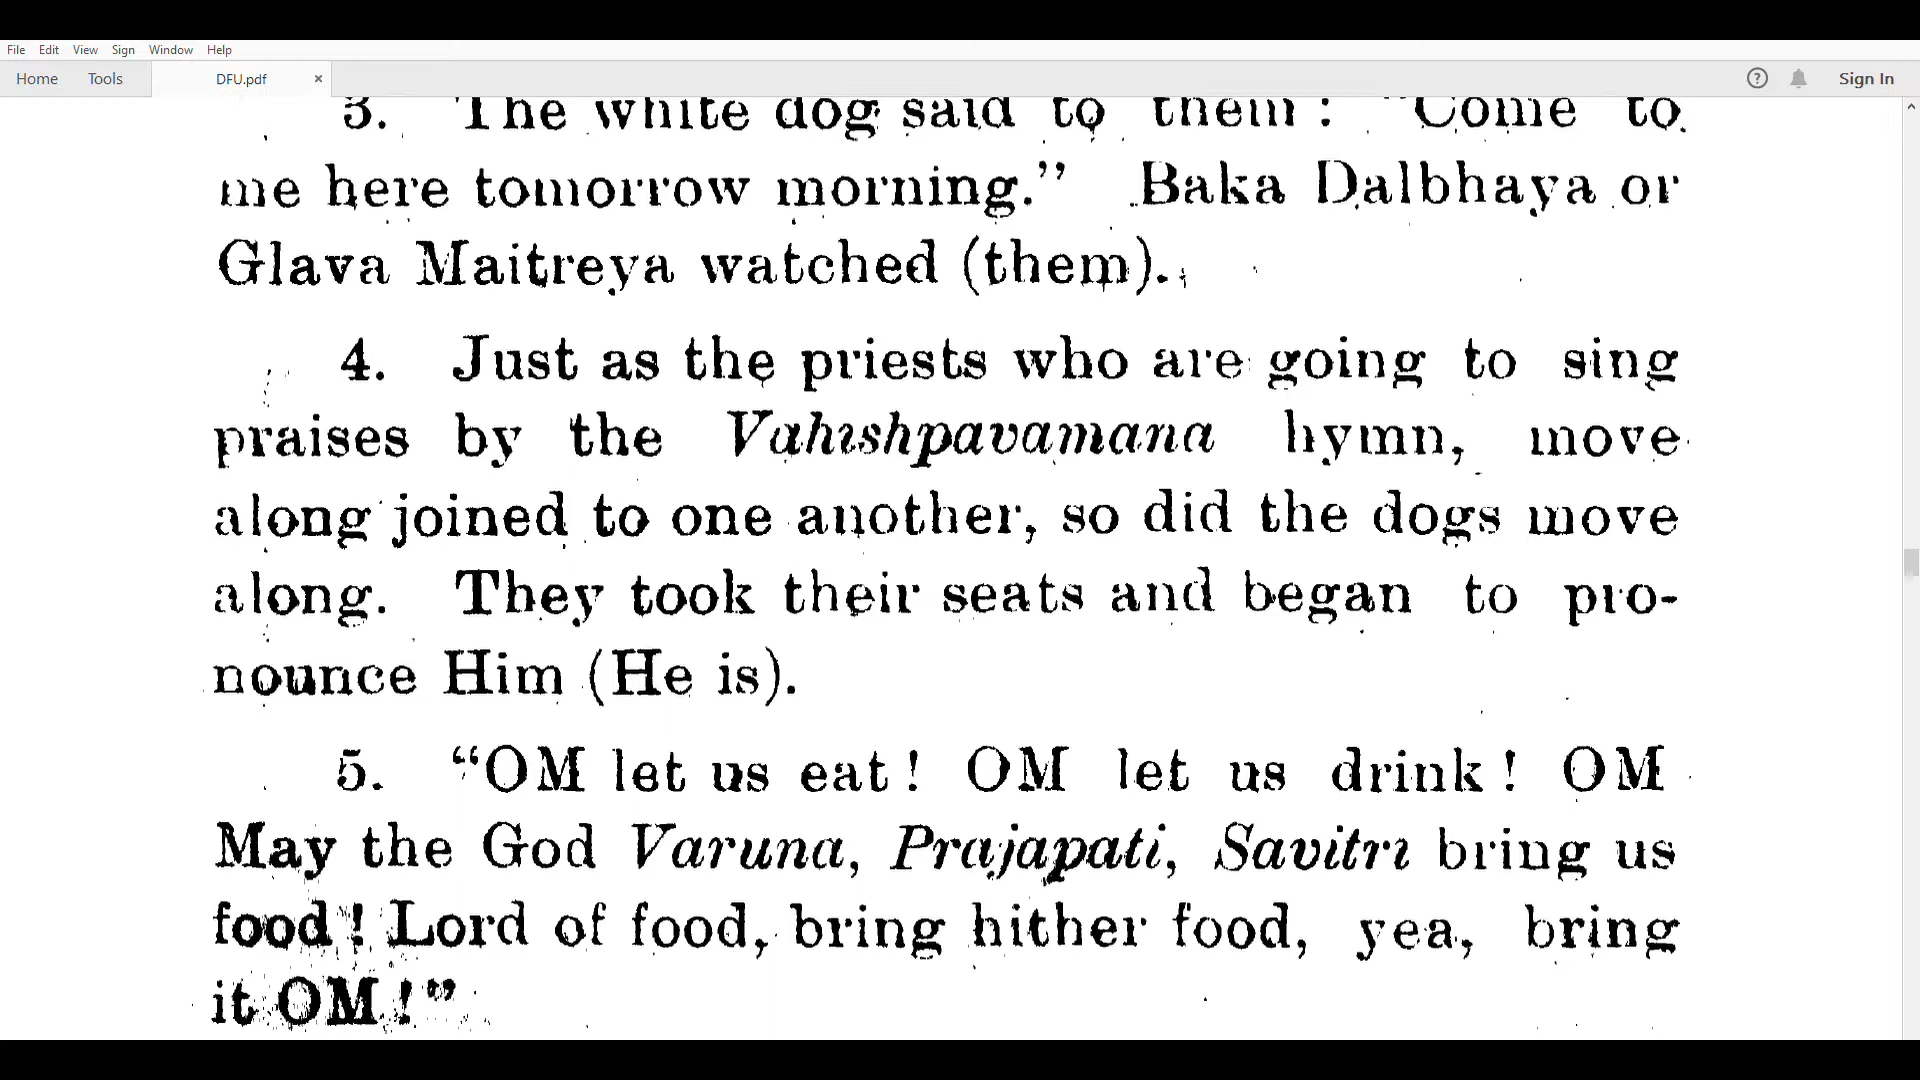 File Edit View Sign Window Help
Home Tools DFU.pdf × ? Sign In
3. The white dog said to them : "Come to
me here tomorrow morning." Baka Dalbhaya or
Glava Maitreya watched (them).
4. Just as the priests who are going to sing
praises by the Vahishpavamana hymn, move
along joined to one another, so did the dogs move
along. They took their seats and began to pro-
nounce Him (He is).
5. "OM let us eat! OM let us drink! OM
May the God Varuna, Prajapati, Savitri bring us
food! Lord of food, bring hither food, yea, bring
it OM!"